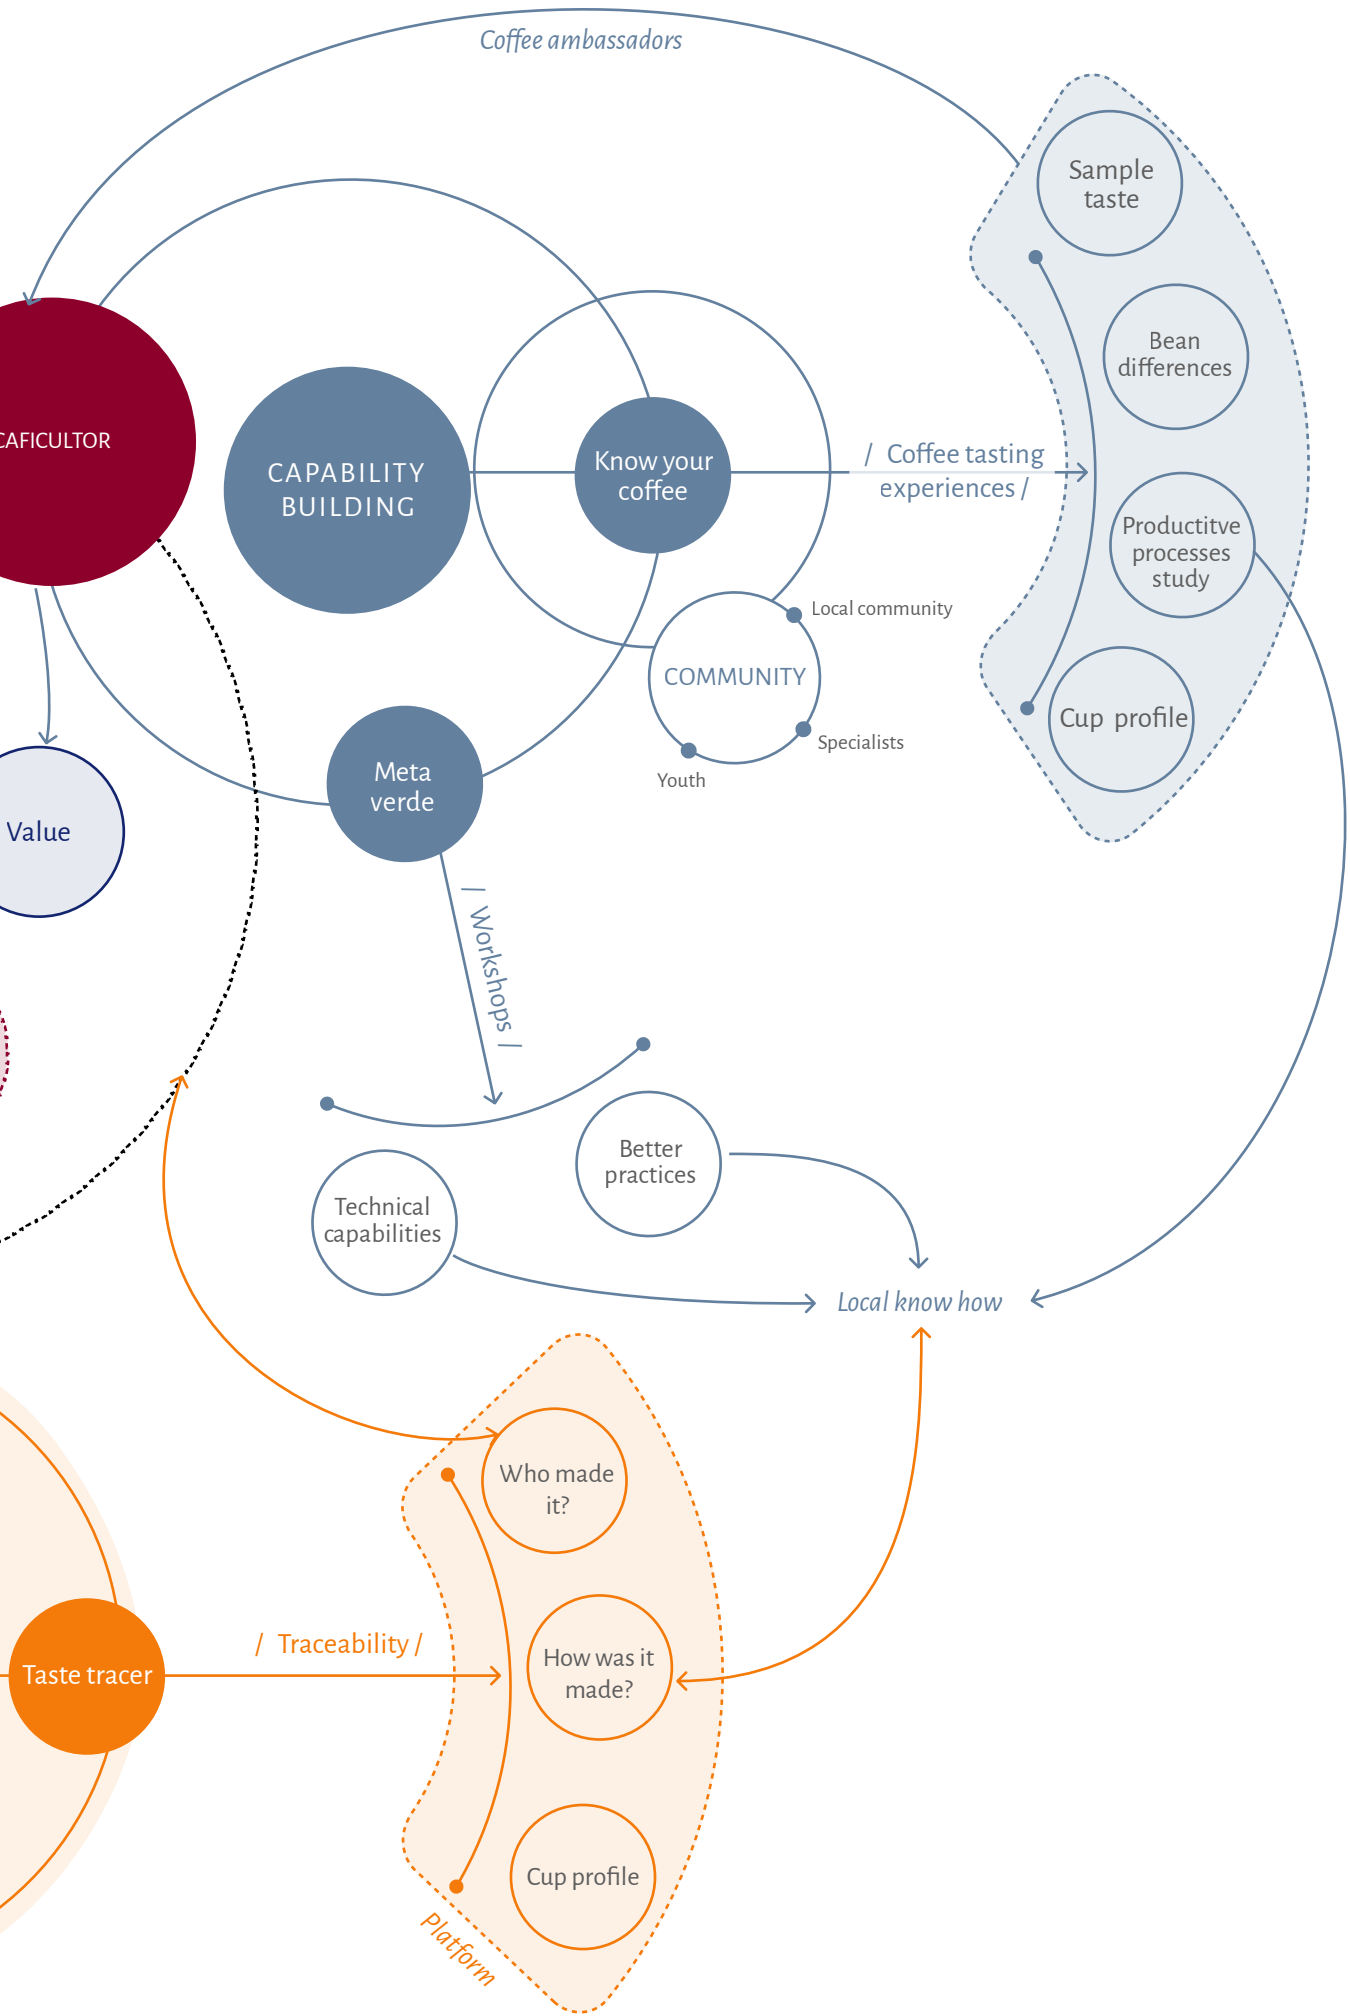 Coffee ambassadors
Sample
taste
Bean
differences
CAFICULTOR
CAPABILITY
BUILDING
Know your
coffee
/ Coffee tasting
experiences /
Productitve
processes
study
Local community
COMMUNITY
Specialists
Youth
Cup profile
Meta
verde
Value
/ Workshops /
Better
practices
Technical
capabilities
Local know how
Who made
it?
/ Traceability /
Taste tracer
How was it
made?
Cup profile
Platform